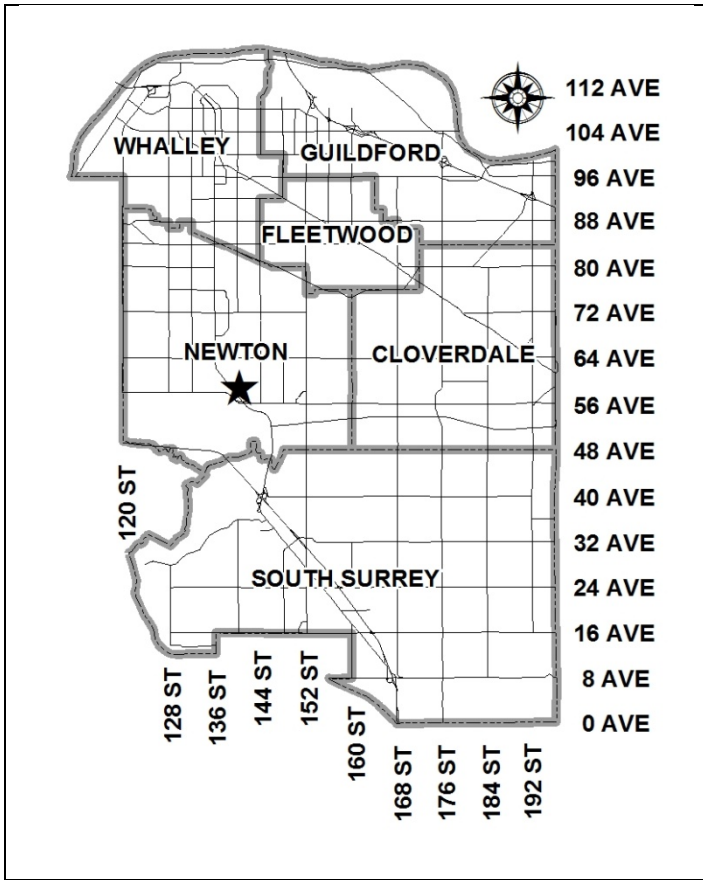 112 AVE
104 AVE
WHALLEY
GUILDFORD
96 AVE
88 AVE
FLEETWOOD
80 AVE
72 AVE
NEWTON
CLOVERDALE
64 AVE
56 AVE
48 AVE
120 ST
40 AVE
32 AVE
SOUTH SURREY
24 AVE
16 AVE
8 AVE
0 AVE
128 ST
136 ST
144 ST
152 ST
160 ST
168 ST
176 ST
184 ST
192 ST